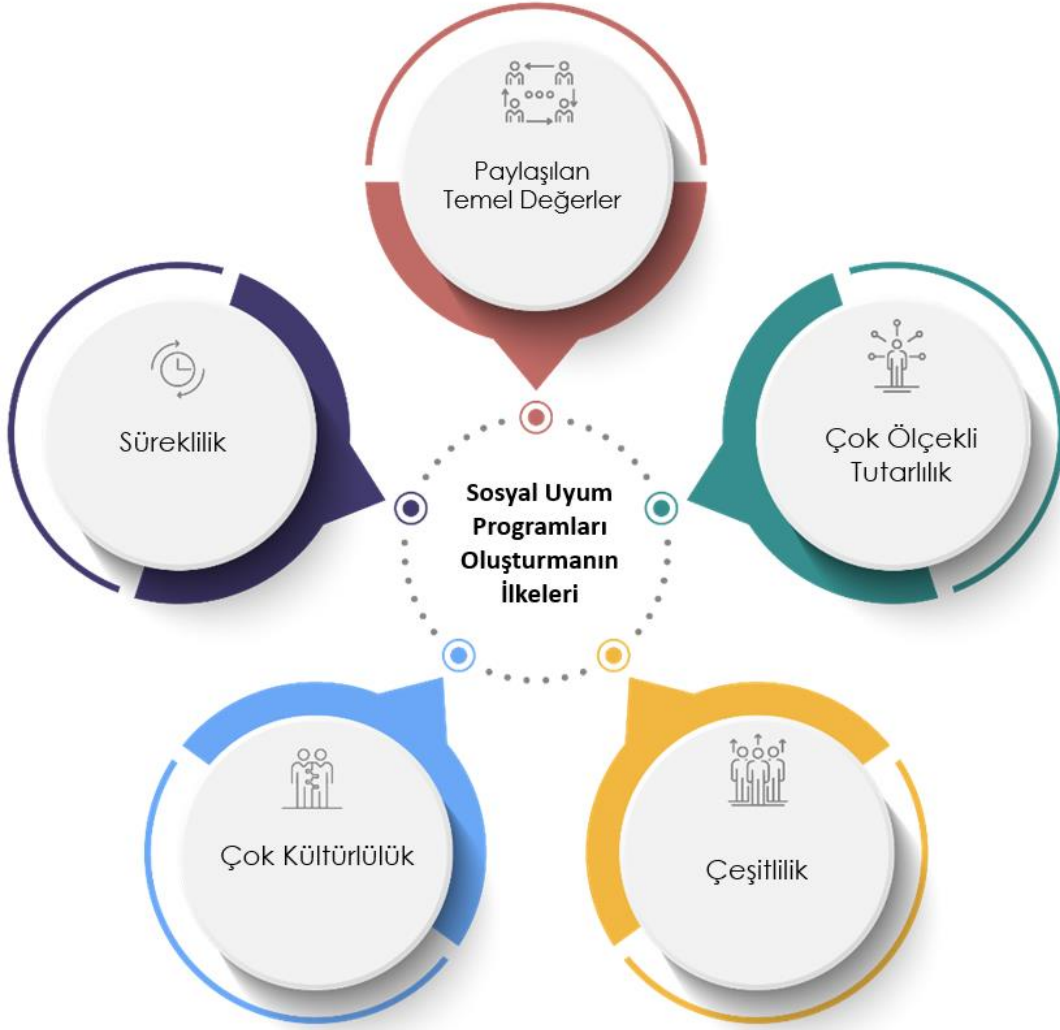 Paylaşılan
Temel Değerler
Süreklilik
Çok Ölçekli
Tutarlılık
Sosyal Uyum
Programları
Oluşturmanın
İlkeleri
Çok Kültürlülük
Çeşitlilik